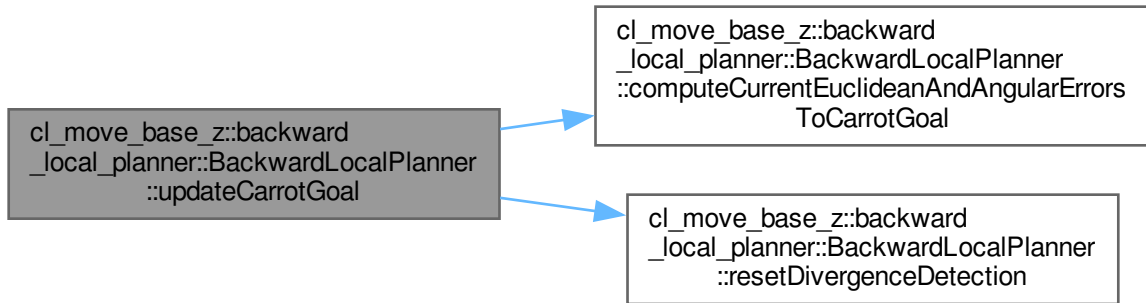 cl_move_base_z::backward
_local_planner::BackwardLocalPlanner
::updateCarrotGoal
cl_move_base_z::backward
_local_planner::BackwardLocalPlanner
::computeCurrentEuclideanAndAngularErrors
ToCarrotGoal
cl_move_base_z::backward
_local_planner::BackwardLocalPlanner
::resetDivergenceDetection